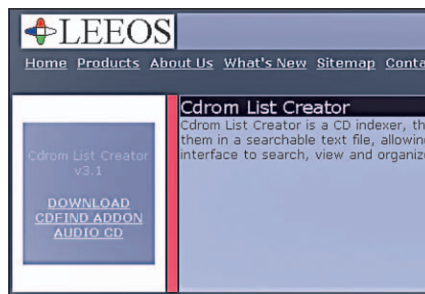 LEEOS
Home Products About Us What's New Sitemap Conta
Cdrom List Creator
v3.1
DOWNLOAD
CDFIND ADDON
AUDIO CD
Cdrom List Creator
Cdrom List Creator is a CD indexer, th
them in a searchable text file, allowin
interface to search, view and organiz